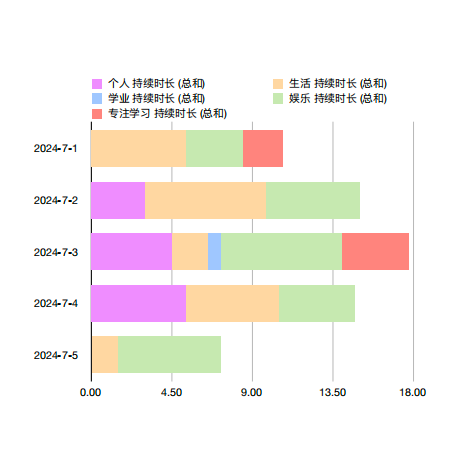 个人 持续时长 (总和)
生活 持续时长 (总和)
学业 持续时长 (总和)
娱乐 持续时长 (总和)
专注学习 持续时长 (总和)
2024-7-1
2024-7-2
2024-7-3
2024-7-4
2024-7-5
0.00 4.50 9.00 13.50 18.00